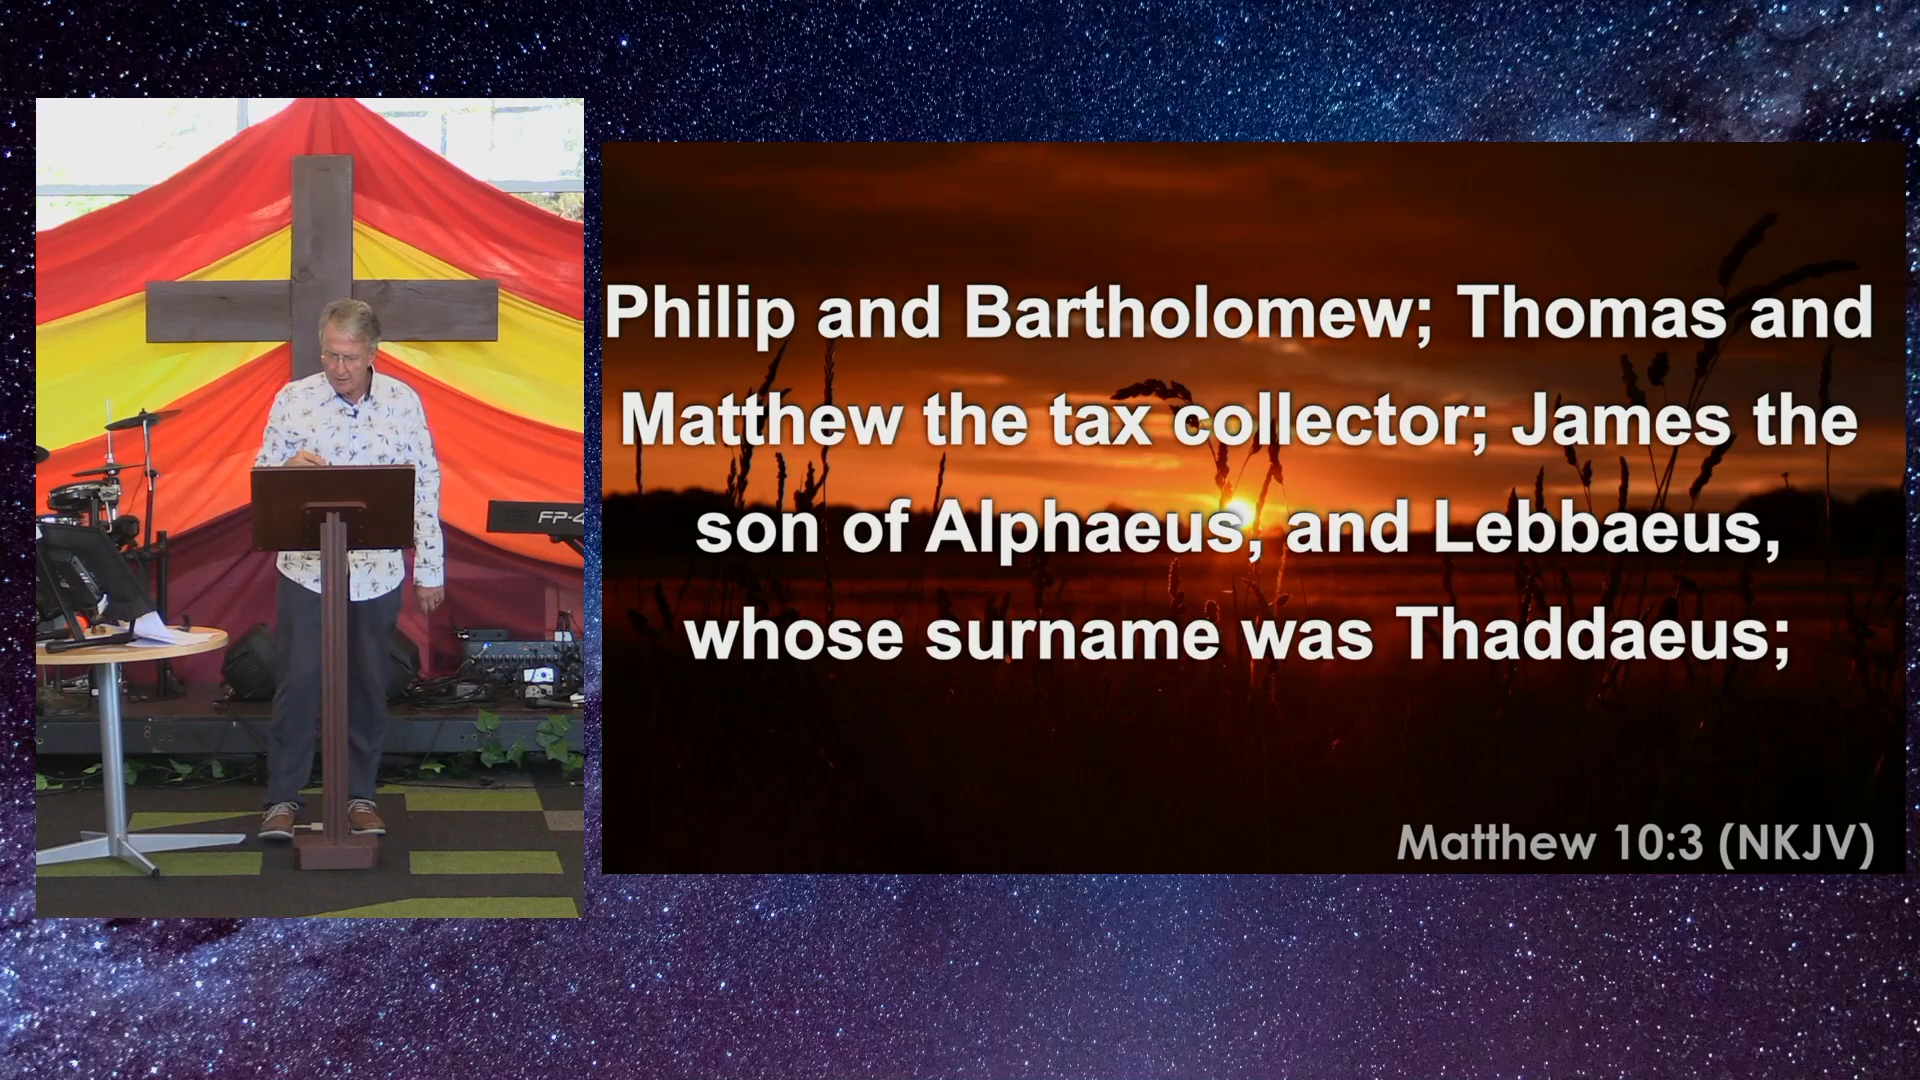 Philip and Bartholomew; Thomas and
Matthew the tax collector; James the
son of Alphaeus, and Lebbaeus,
whose surname was Thaddaeus;
Matthew 10:3 (NKJV)
FP-4